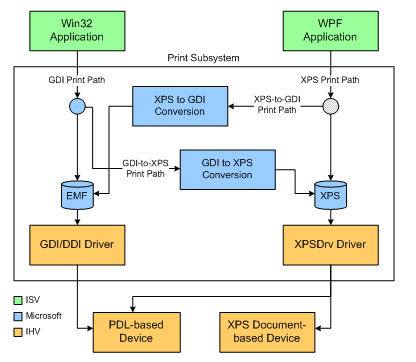 Win32
Application
WPF
Application
Print Subsystem
GDI Print Path
XPS Print Path
XPS to GDI
Conversion
XPS-to-GDI
Print Path
GDI-to-XPS
Print Path
GDI to XPS
Conversion
EMF
XPS
GDI/DDI Driver
XPSDrv Driver
ISV
Microsoft
IHV
PDL-based
Device
XPS Document-
based Device